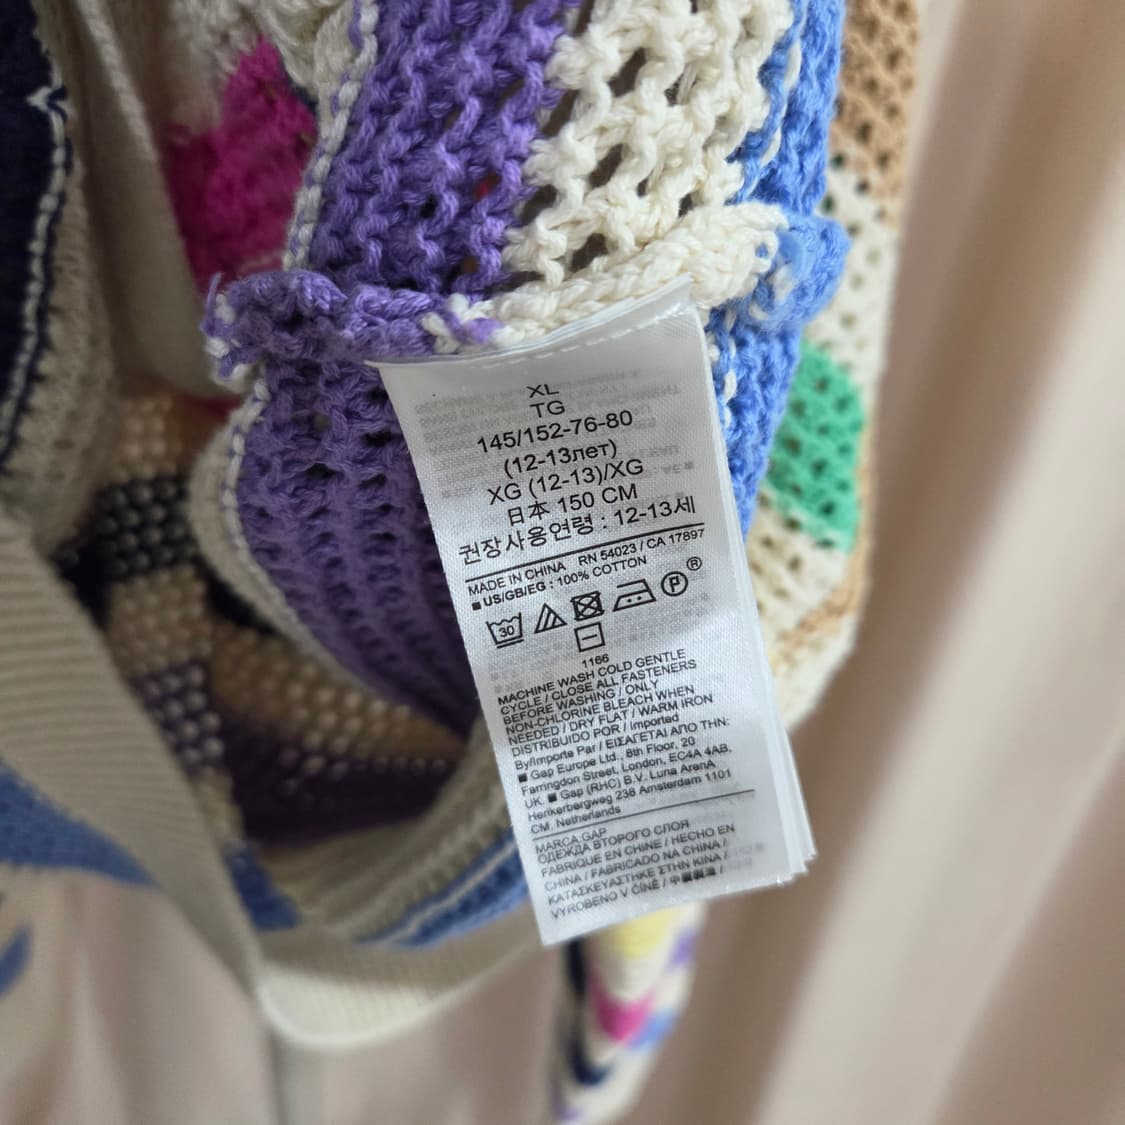 XL
TG
145/152-76-80
(12-13лет)
XG (12-13)/XG
日本 150 CM
권장사용연령 : 12-13세
MADE IN CHINA RN 54023 / CA 17897
■ US/GB/EG : 100% COTTON
30 P ®
1166
MACHINE WASH COLD GENTLE
CYCLE / CLOSE ALL FASTENERS
BEFORE WASHING / ONLY
NON-CHLORINE BLEACH WHEN
NEEDED / DRY FLAT / WARM IRON
DISTRIBUIDO POR / Imported
By/Importe Par / ΕΙΣΑΓΕΤΑΙ ΑΠΟ ΤΗΝ:
■ Gap Europe Ltd., 8th Floor, 20
Farringdon Street, London, EC4A 4AB,
UK. ■ Gap (RHC) B.V. Luna ArenA
Herikerbergweg 238 Amsterdam 1101
CM, Netherlands
MARCA GAP
ОДЕЖДА ВТОРОГО СЛОЯ
FABRIQUE EN CHINE / HECHO EN
CHINA / FABRICADO NA CHINA /
ΚΑΤΑΣΚΕΥΑΣΤΗΚΕ ΣΤΗΝ ΚΙΝΑ /
VYROBENO V ČÍNĚ /